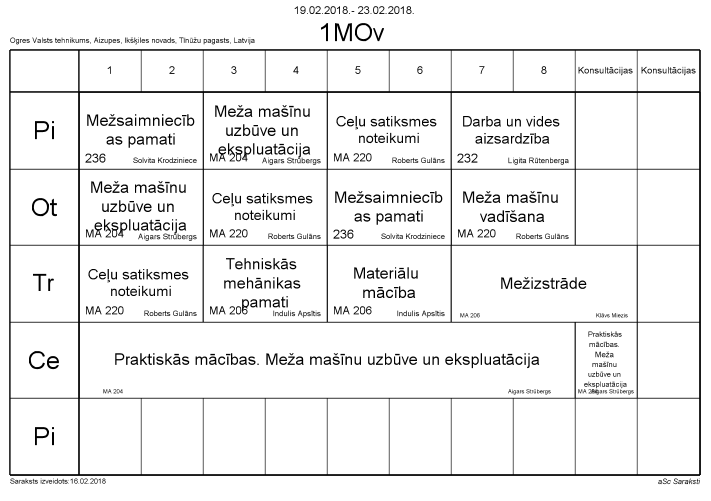 19.02.2018.- 23.02.2018.
1MOv
Ogres Valsts tehnikums, Aizupes, Ikšķiles novads, Tīnūžu pagasts, Latvija
1 2 3 4 5 6 7 8 Konsultācijas Konsultācijas
Pi
Mežsaimniecīb
as pamati
236 Solvita Krodziniece
Meža mašīnu
uzbūve un
ekspluatācija
MA 204 Aigars Strūbergs
Ceļu satiksmes
noteikumi
MA 220 Roberts Gulāns
Darba un vides
aizsardzība
232 Ligita Rūtenberga
Ot
Meža mašīnu
uzbūve un
ekspluatācija
MA 204 Aigars Strūbergs
Ceļu satiksmes
noteikumi
MA 220 Roberts Gulāns
Mežsaimniecīb
as pamati
236 Solvita Krodziniece
Meža mašīnu
vadīšana
MA 220 Roberts Gulāns
Tr
Ceļu satiksmes
noteikumi
MA 220 Roberts Gulāns
Tehniskās
mehānikas
pamati
MA 206 Indulis Apsītis
Materiālu
mācība
MA 206 Indulis Apsītis
Mežizstrāde
MA 206 Klāvs Miezis
Ce
Praktiskās mācības. Meža mašīnu uzbūve un ekspluatācija
MA 204 Aigars Strūbergs
Praktiskās
mācības.
Meža
mašīnu
uzbūve un
ekspluatācija
MA 204 Aigars Strūbergs
Pi
Saraksts izveidots:16.02.2018
aSc Saraksti